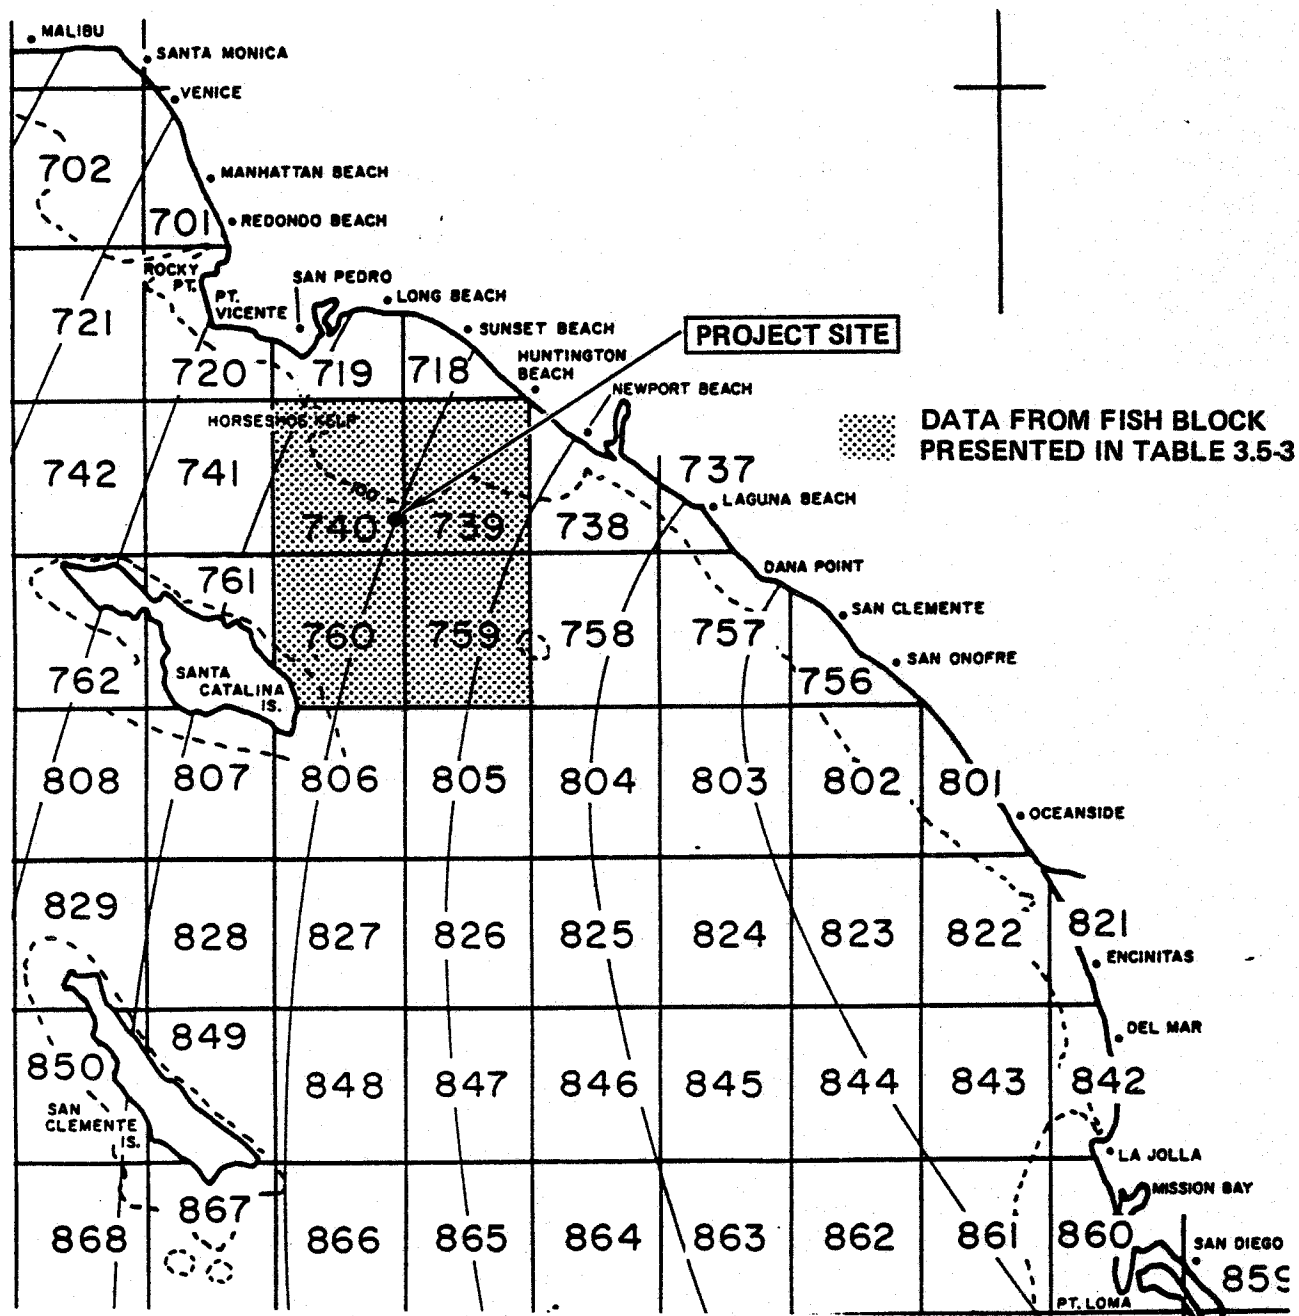 MALIBU
SANTA MONICA
VENICE
702
MANHATTAN BEACH
701
REDONDO BEACH
ROCKY
PT.
SAN PEDRO
PT.
VICENTE
LONG BEACH
721
SUNSET BEACH
PROJECT SITE
HUNTINGTON
BEACH
720
719
718
NEWPORT BEACH
HORSESHOE KELP
DATA FROM FISH BLOCK
PRESENTED IN TABLE 3.5-3
742
741
737
100
LAGUNA BEACH
740
739
738
DANA POINT
761
SAN CLEMENTE
760
759
758
757
SAN ONOFRE
762
SANTA
CATALINA
IS.
756
808
807
806
805
804
803
802
801
OCEANSIDE
829
828
827
826
825
824
823
822
821
ENCINITAS
849
DEL MAR
850
848
847
846
845
844
843
842
SAN
CLEMENTE
IS.
LA JOLLA
MISSION BAY
867
868
866
865
864
863
862
861
860
SAN DIEGO
859
PT. LOMA